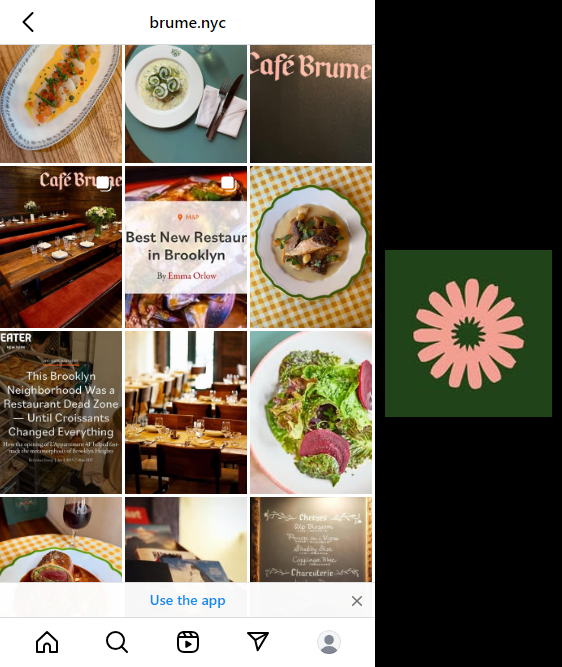 brume.nyc
Café Brume
Café Brume
MAP
Best New Restaur
in Brooklyn
By Emma Orlow
EATER
NEW YORK
This Brooklyn
Neighborhood Was a
Restaurant Dead Zone
— Until Croissants
Changed Everything
How the opening of L'Appartement 4F helped fast-
track the metamorphosis of Brooklyn Heights
Cheeses
Shabby Shoe
Charcuterie
Use the app